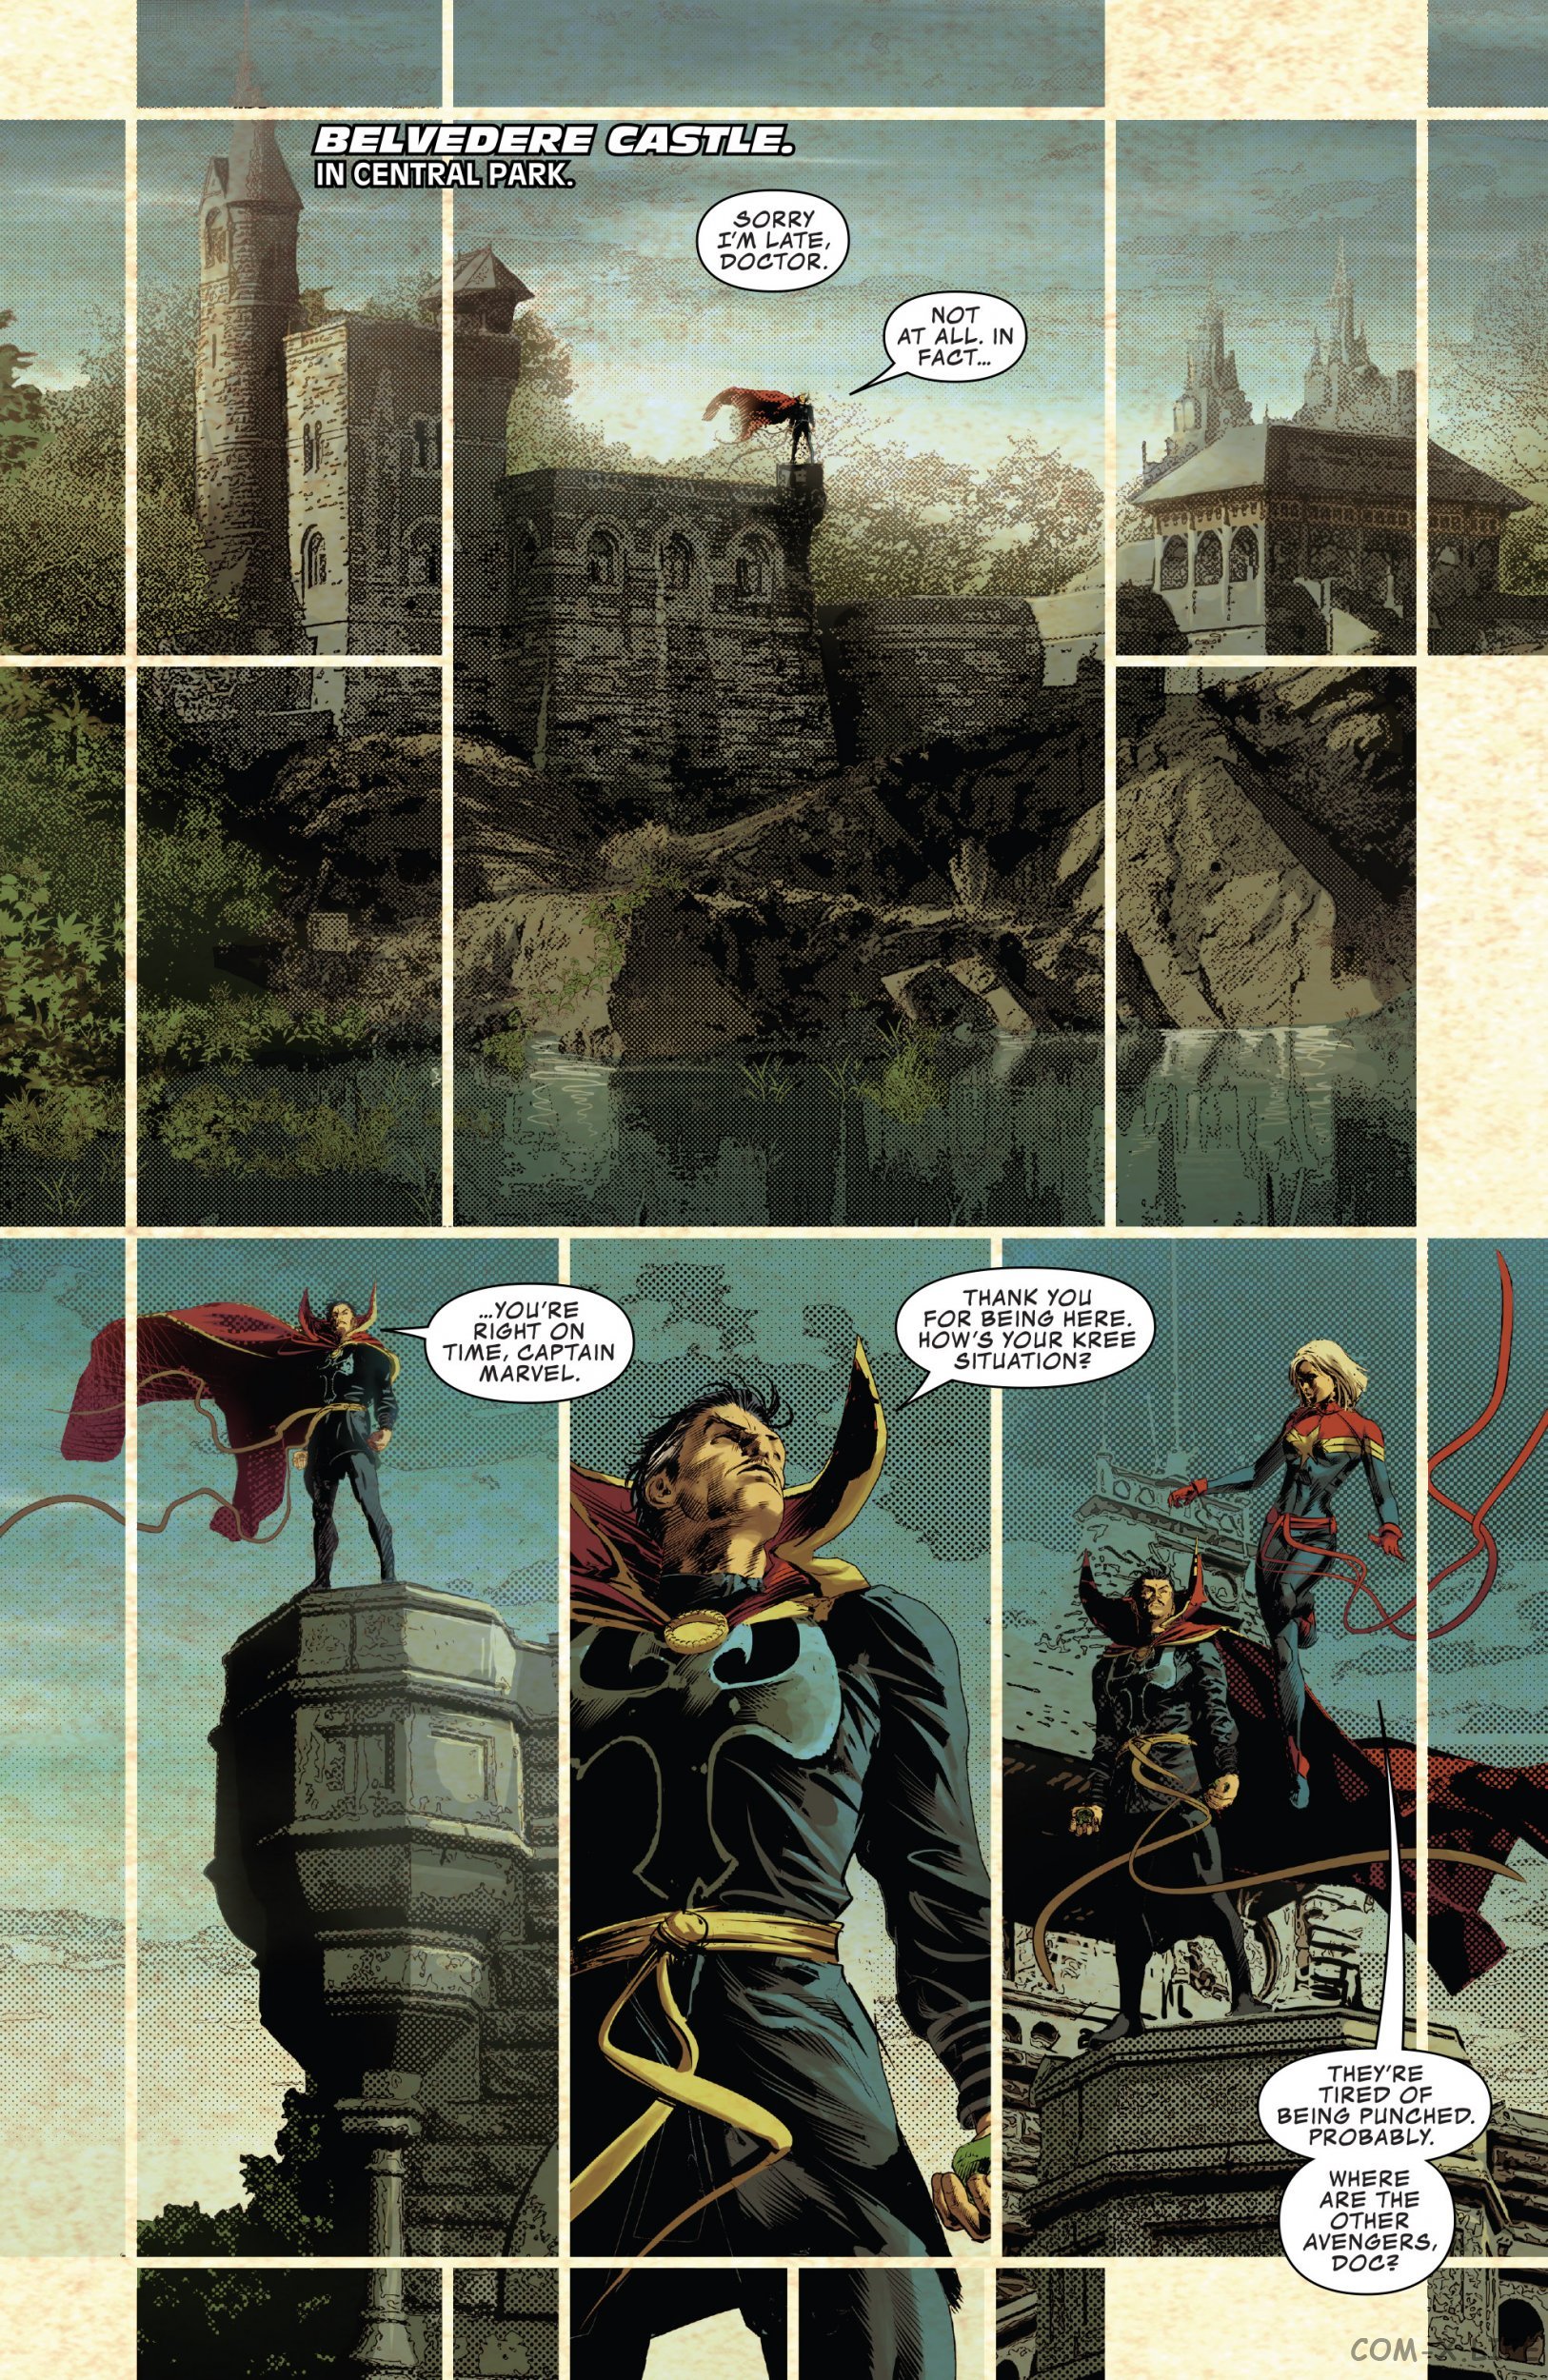 BELVEDERE CASTLE.
IN CENTRAL PARK.
SORRY
I'M LATE,
DOCTOR.
NOT
AT ALL. IN
FACT...
...YOU'RE
RIGHT ON
TIME, CAPTAIN
MARVEL.
THANK YOU
FOR BEING HERE.
HOW'S YOUR KREE
SITUATION?
THEY'RE
TIRED OF
BEING PUNCHED.
PROBABLY.
WHERE
ARE THE
OTHER
AVENGERS,
DOC?
COM-X.LIFE